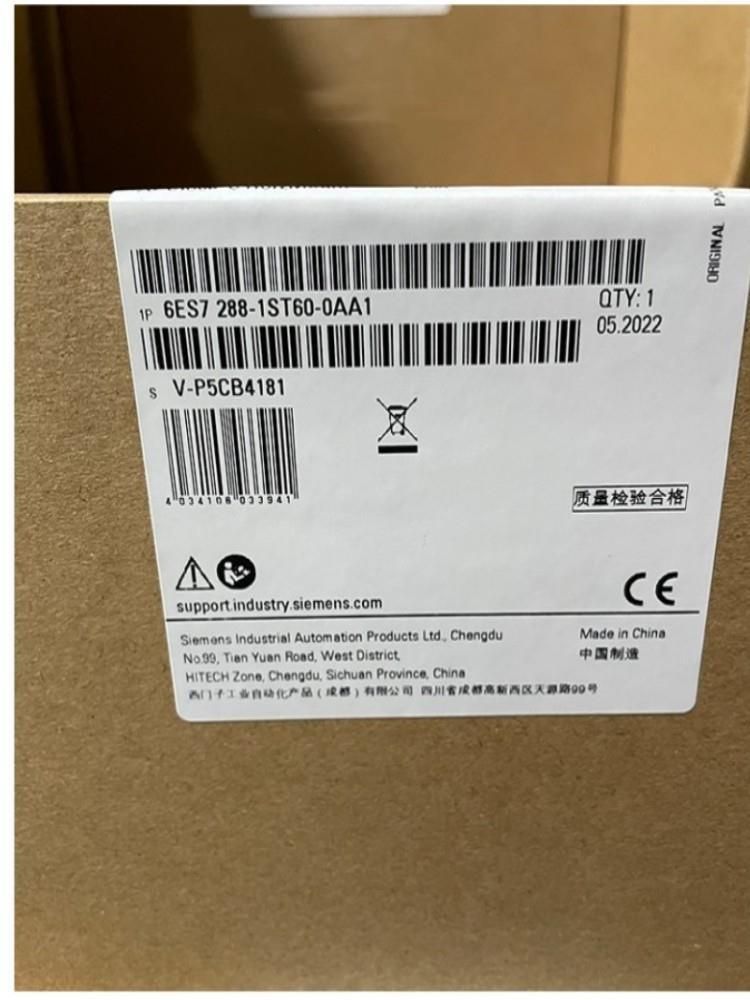 ORIGINAL
1P 6ES7 288-1ST60-0AA1
QTY: 1
05.2022
S V-P5CB4181
4 034106 033941
质量检验合格
CE
support.industry.siemens.com
Siemens Industrial Automation Products Ltd., Chengdu
Made in China
No.99, Tian Yuan Road, West District,
中国制造
HITECH Zone, Chengdu, Sichuan Province, China
西门子工业自动化产品(成都)有限公司 四川省成都高新西区天源路99号